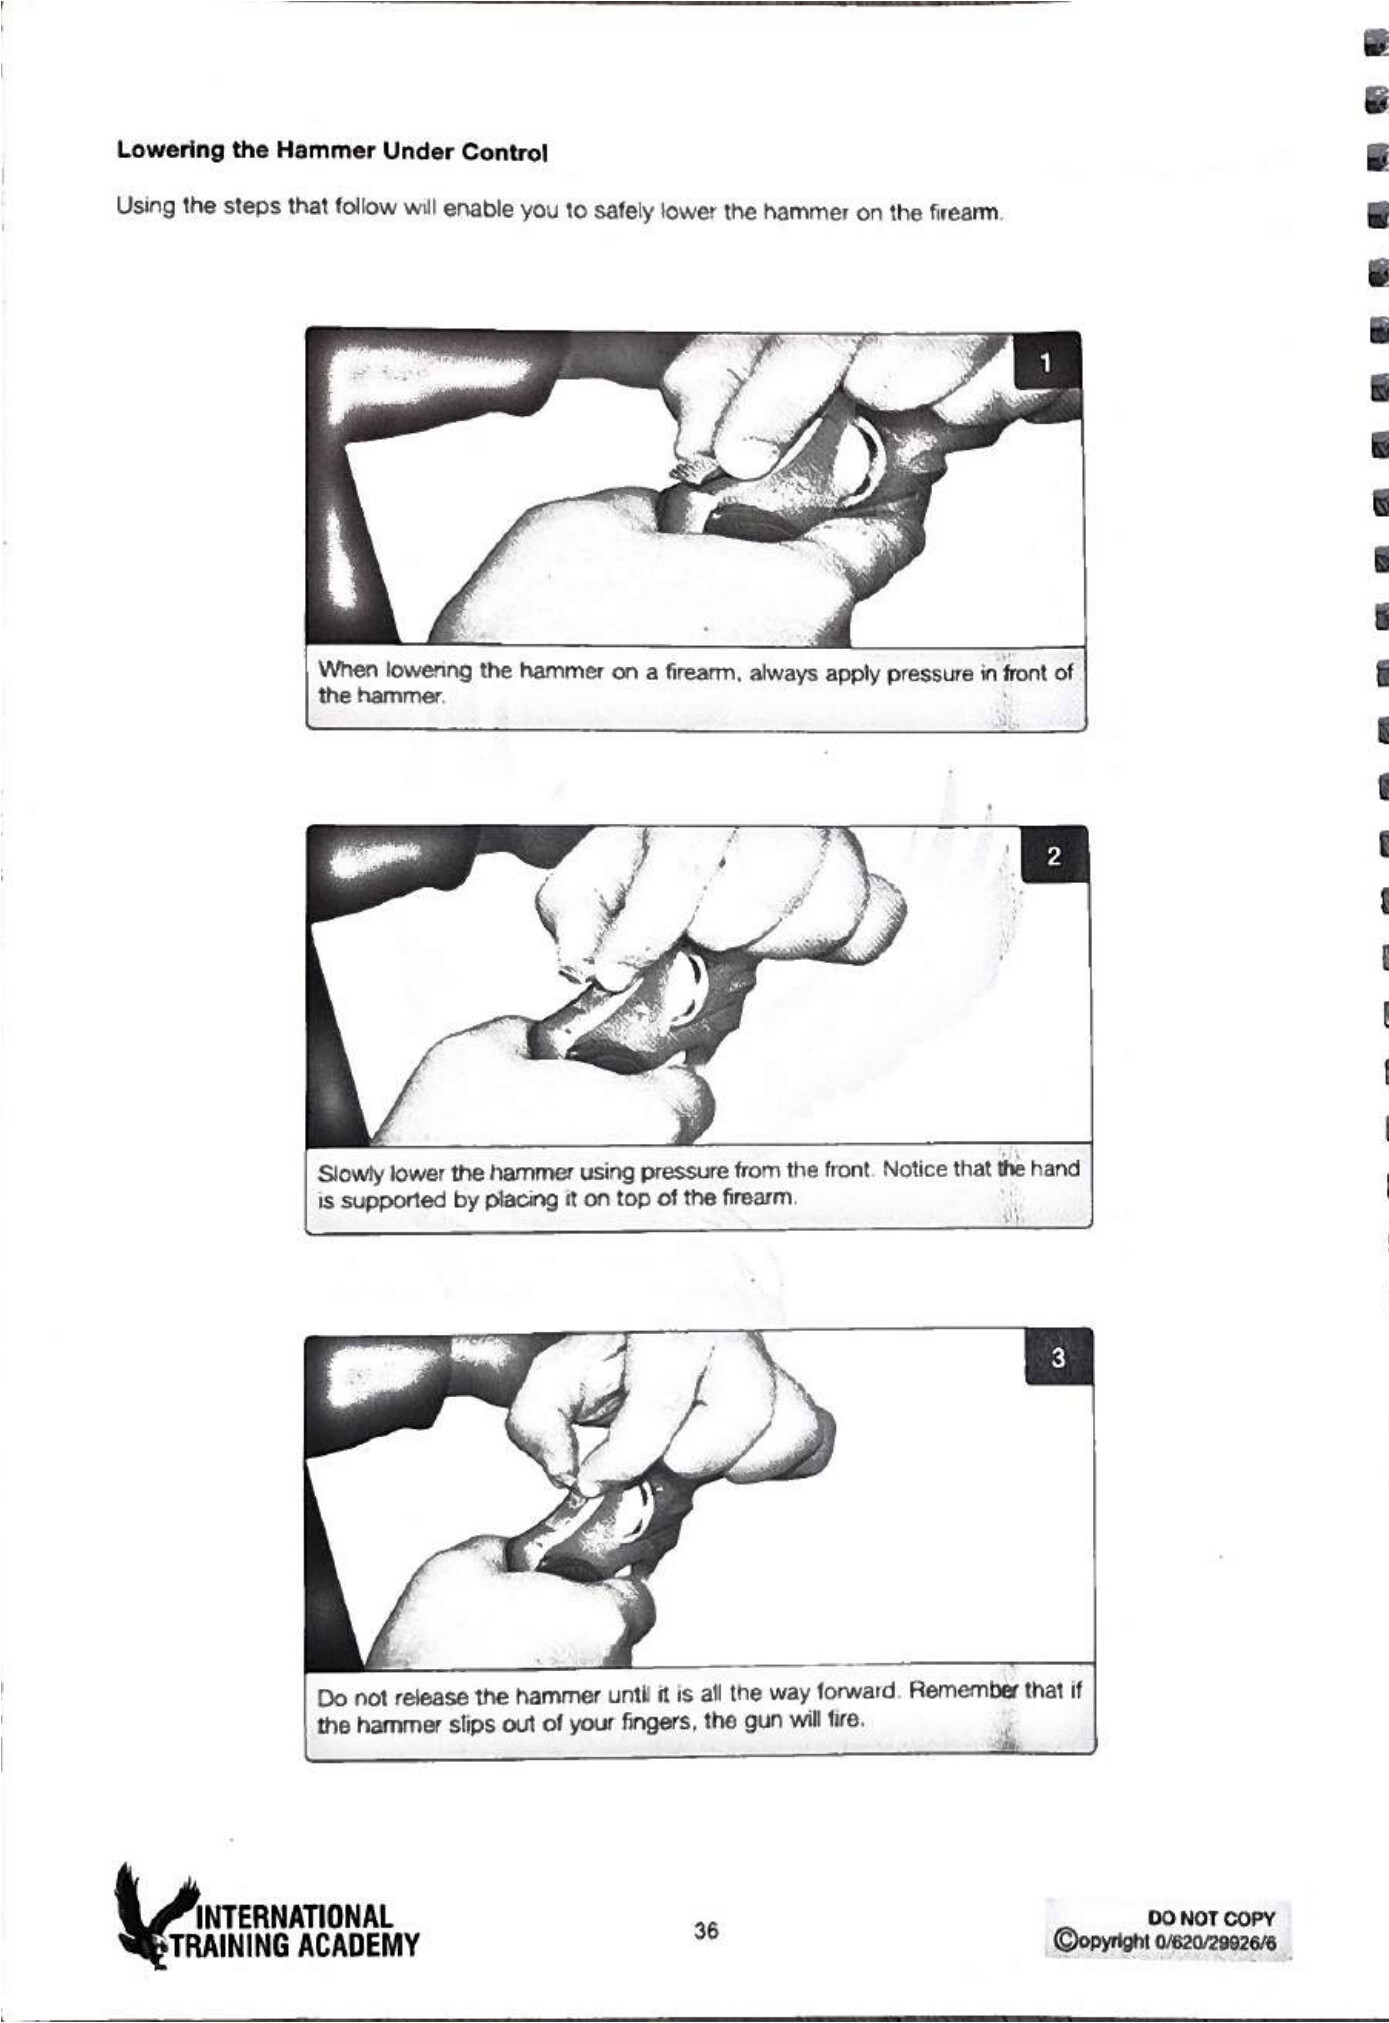 Lowering the Hammer Under Control
Using the steps that follow will enable you to safely lower the hammer on the firearm.
1
When lowering the hammer on a firearm, always apply pressure in front of
the hammer.
2
Slowly lower the hammer using pressure from the front. Notice that the hand
is supported by placing it on top of the firearm.
3
Do not release the hammer until it is all the way forward. Remember that if
the hammer slips out of your fingers, the gun will fire.
INTERNATIONAL
TRAINING ACADEMY
36
DO NOT COPY
©opyright 0/620/29926/6